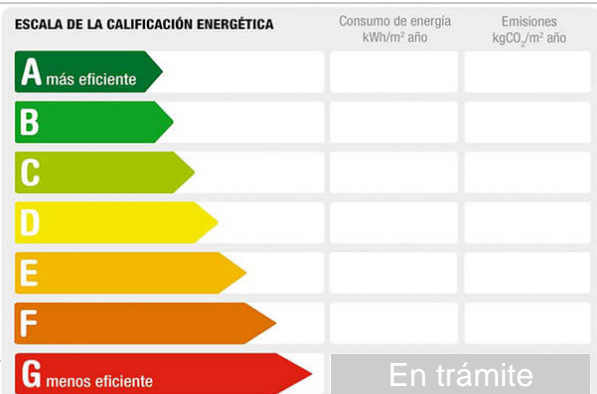 ESCALA DE LA CALIFICACIÓN ENERGÉTICA
Consumo de energía
kWh/m² año
Emisiones
kgCO₂/m² año
A más eficiente
B
C
D
E
F
G menos eficiente
En trámite